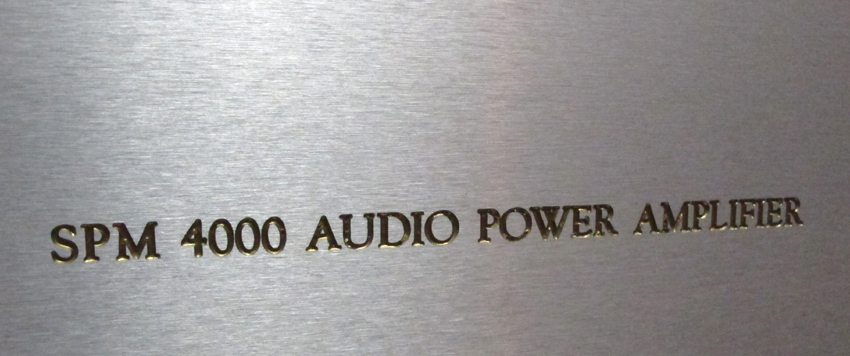 SPM 4000 AUDIO POWER AMPLIFIER